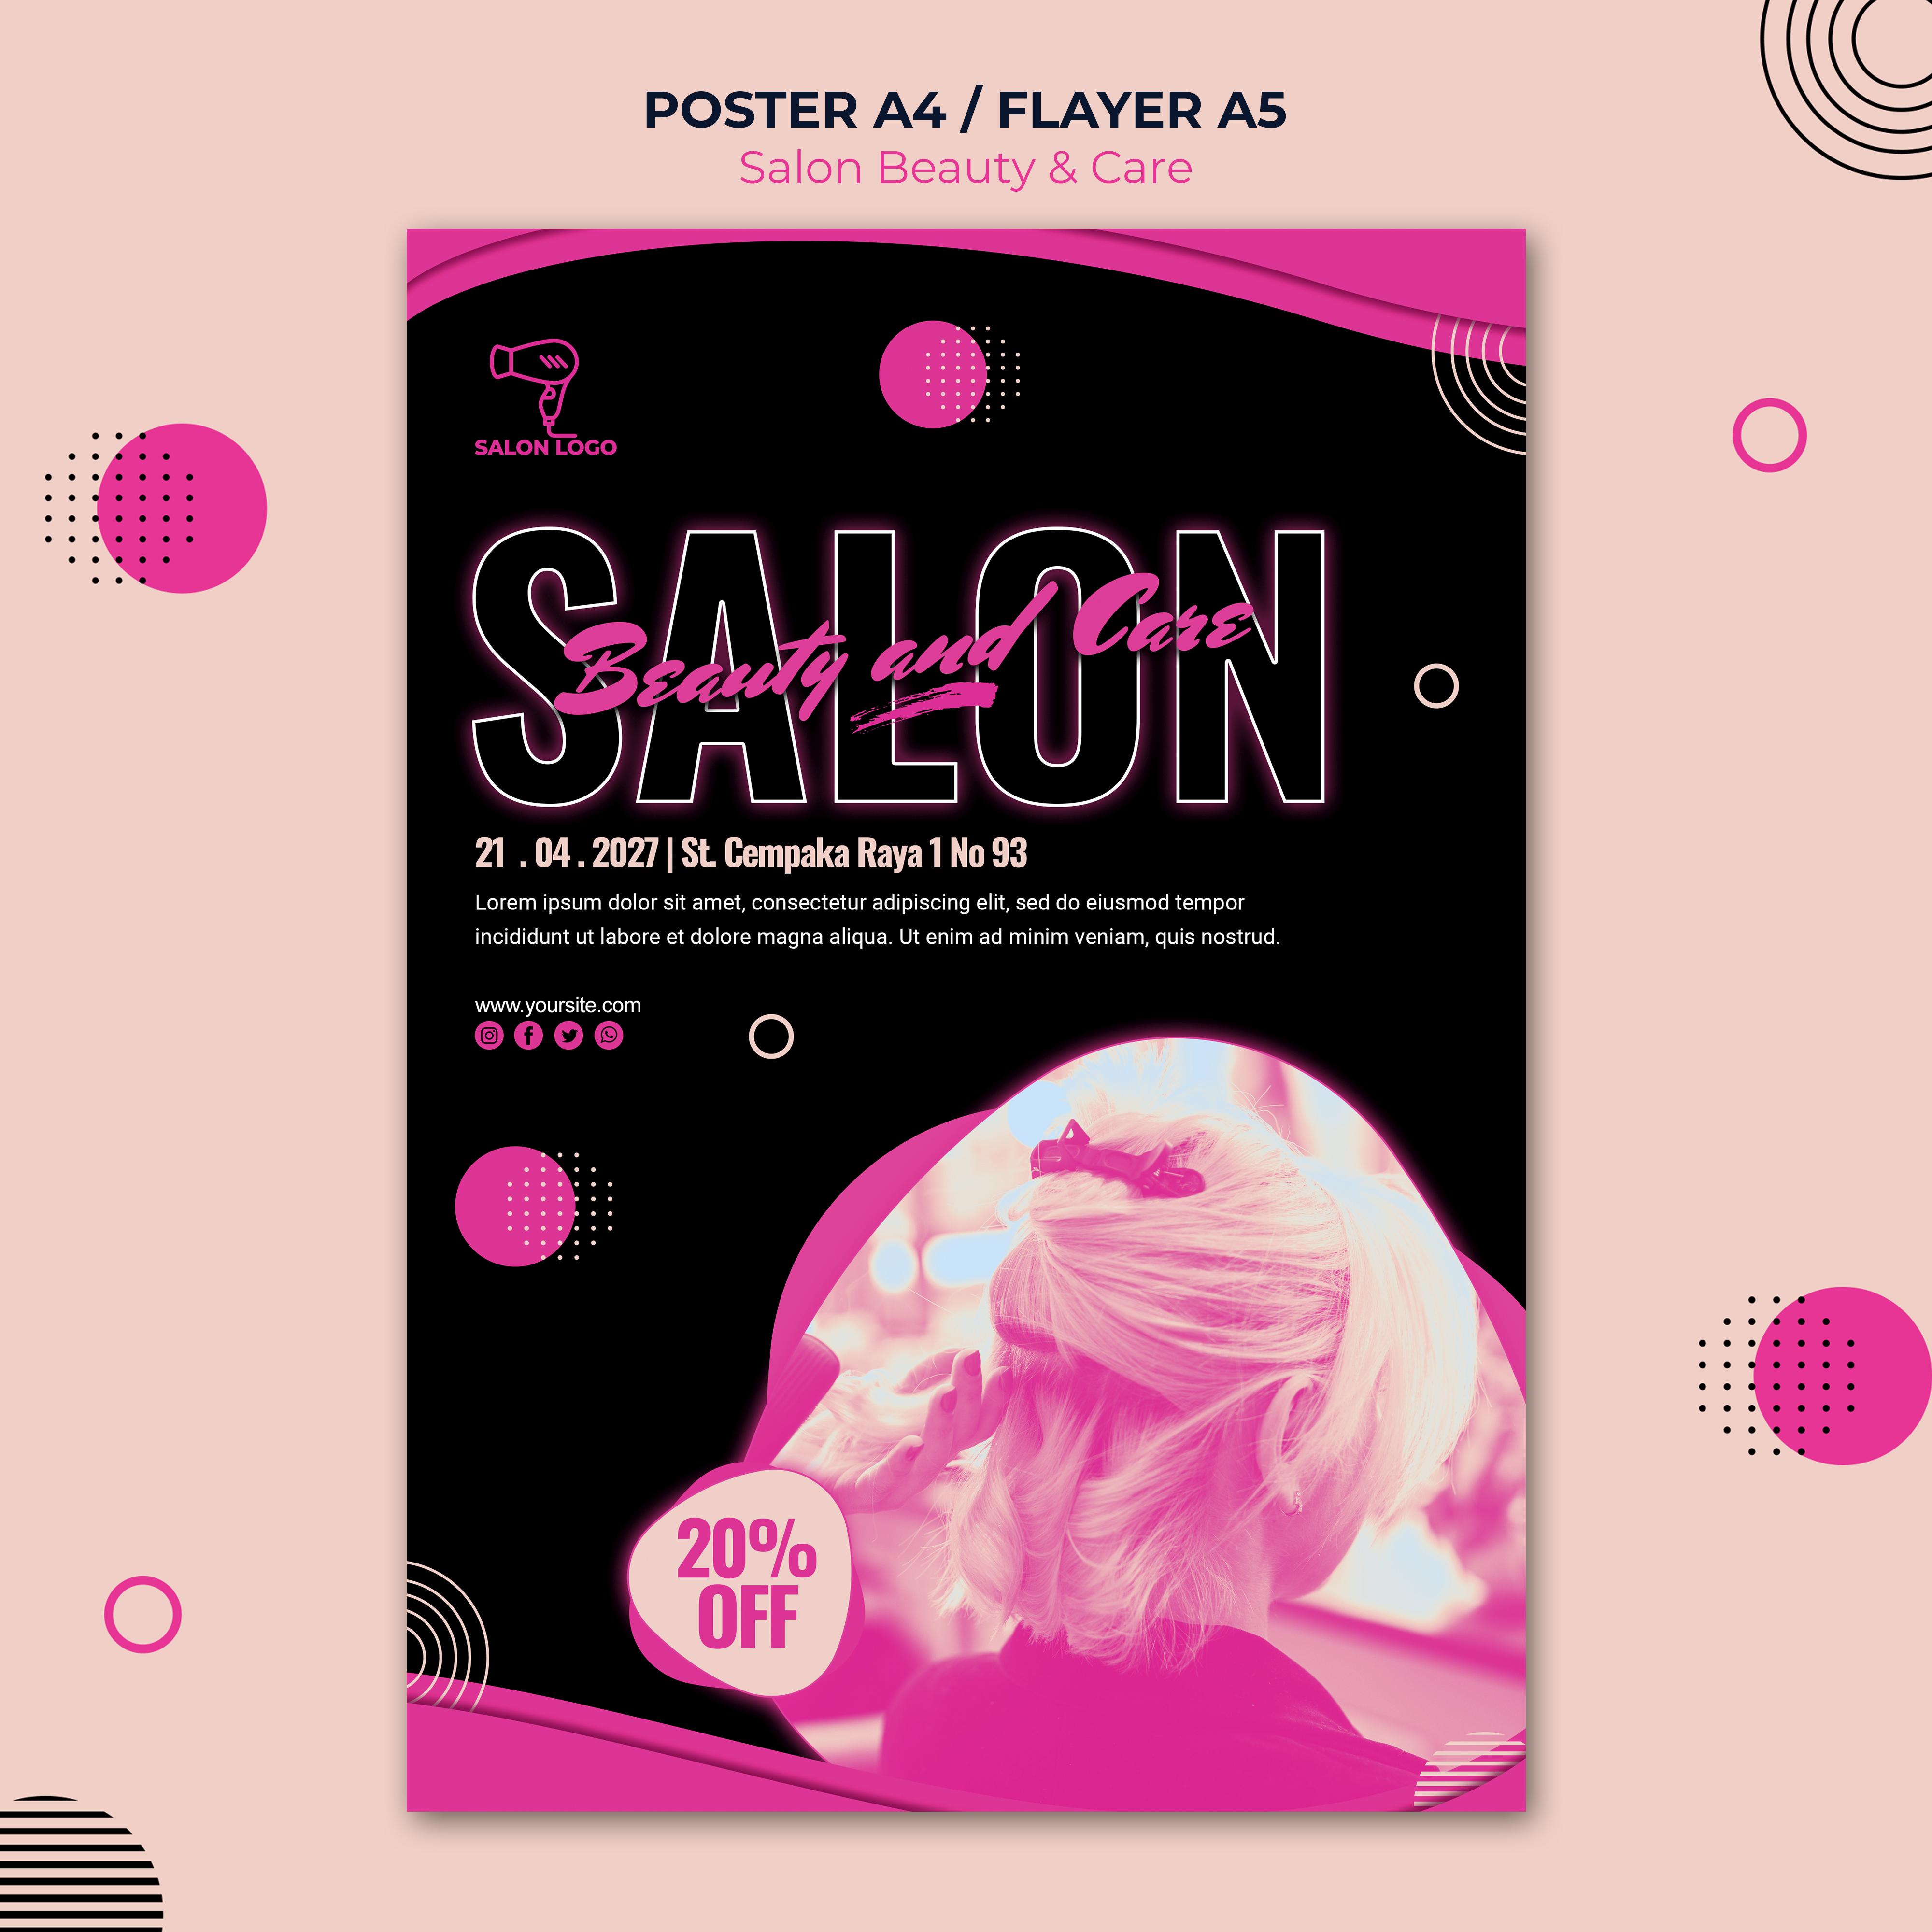 POSTER A4 / FLAYER A5
Salon Beauty & Care
SALON LOGO
SALON
Beauty and Care
21 . 04 . 2027 | St. Cempaka Raya 1 No 93
Lorem ipsum dolor sit amet, consectetur adipiscing elit, sed do eiusmod tempor
incididunt ut labore et dolore magna aliqua. Ut enim ad minim veniam, quis nostrud.
www.yoursite.com
20%
OFF